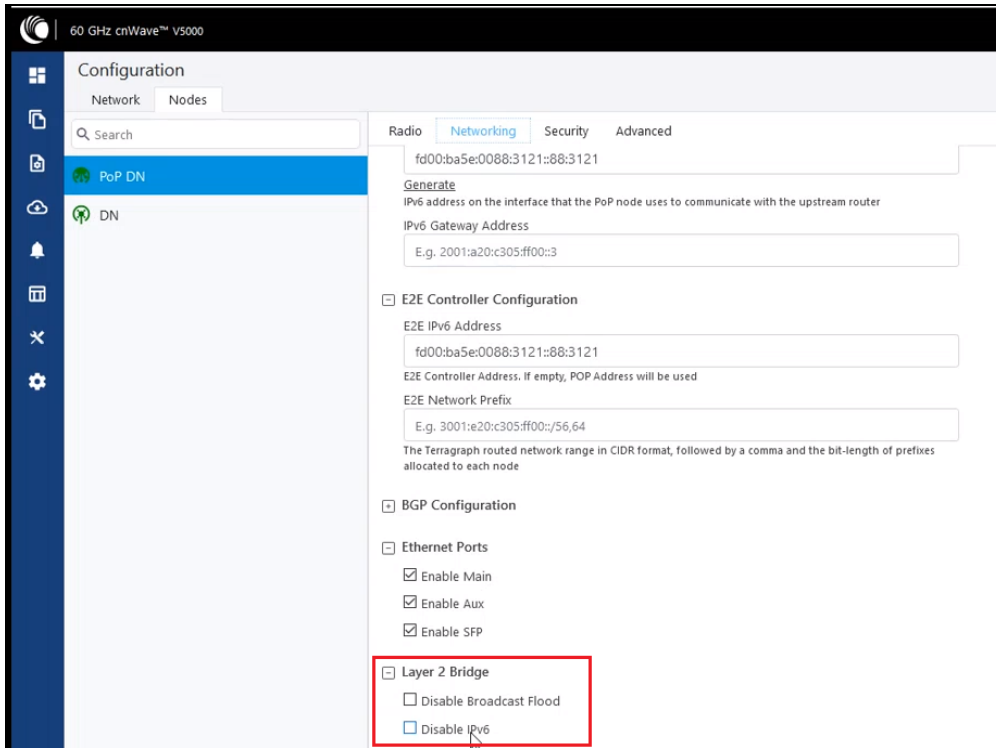 60 GHz cnWave™ V5000
Configuration
Network Nodes
Search
PoP DN
DN
Radio Networking Security Advanced
fd00:ba5e:0088:3121::88:3121
Generate
IPv6 address on the interface that the PoP node uses to communicate with the upstream router
IPv6 Gateway Address
E.g. 2001:a20:c305:ff00::3
E2E Controller Configuration
E2E IPv6 Address
fd00:ba5e:0088:3121::88:3121
E2E Controller Address. If empty, POP Address will be used
E2E Network Prefix
E.g. 3001:e20:c305:ff00::/56,64
The Terragraph routed network range in CIDR format, followed by a comma and the bit-length of prefixes
allocated to each node
BGP Configuration
Ethernet Ports
Enable Main
Enable Aux
Enable SFP
Layer 2 Bridge
Disable Broadcast Flood
Disable IPv6